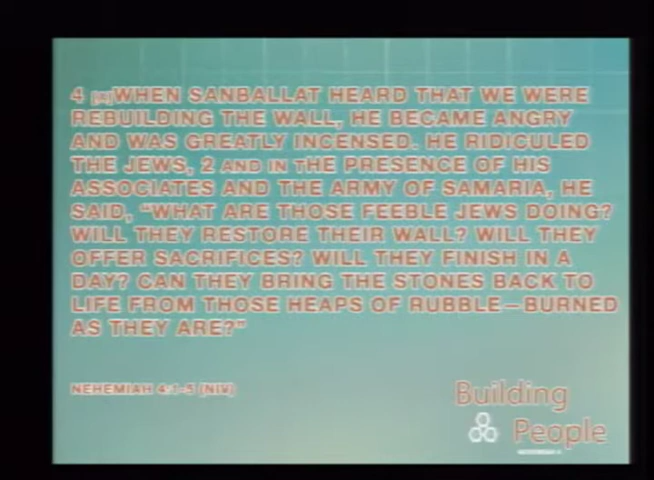 4 [a]WHEN SANBALLAT HEARD THAT WE WERE
REBUILDING THE WALL, HE BECAME ANGRY
AND WAS GREATLY INCENSED. HE RIDICULED
THE JEWS, 2 AND IN THE PRESENCE OF HIS
ASSOCIATES AND THE ARMY OF SAMARIA, HE
SAID, “WHAT ARE THOSE FEEBLE JEWS DOING?
WILL THEY RESTORE THEIR WALL? WILL THEY
OFFER SACRIFICES? WILL THEY FINISH IN A
DAY? CAN THEY BRING THE STONES BACK TO
LIFE FROM THOSE HEAPS OF RUBBLE—BURNED
AS THEY ARE?”
NEHEMIAH 4:1-5 (NIV)
Building
People